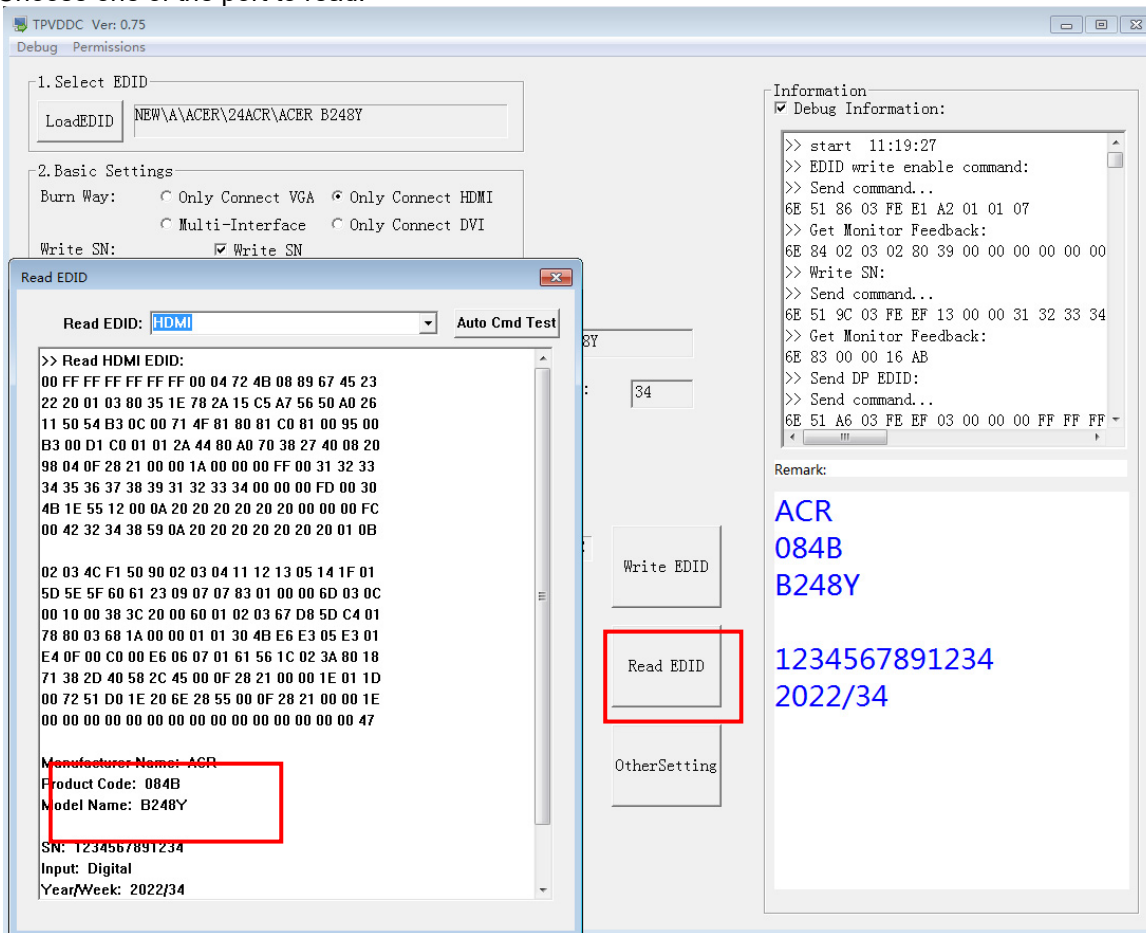 TPVDDC Ver: 0.75
Debug Permissions
1.Select EDID
LoadEDID NEW\A\ACER\24ACR\ACER B248Y
2.Basic Settings
Burn Way: Only Connect VGA Only Connect HDMI
Multi-Interface Only Connect DVI
Write SN: Write SN
8Y
: 34
Write EDID
Read EDID
OtherSetting
Read EDID
Read EDID: HDMI Auto Cmd Test
>> Read HDMI EDID:
00 FF FF FF FF FF FF 00 04 72 4B 08 89 67 45 23
22 20 01 03 80 35 1E 78 2A 15 C5 A7 56 50 A0 26
11 50 54 B3 0C 00 71 4F 81 80 81 C0 81 00 95 00
B3 00 D1 C0 01 01 2A 44 80 A0 70 38 27 40 08 20
98 04 0F 28 21 00 00 1A 00 00 00 FF 00 31 32 33
34 35 36 37 38 39 31 32 33 34 00 00 00 FD 00 30
4B 1E 55 12 00 0A 20 20 20 20 20 20 00 00 00 FC
00 42 32 34 38 59 0A 20 20 20 20 20 20 20 01 0B
02 03 4C F1 50 90 02 03 04 11 12 13 05 14 1F 01
5D 5E 5F 60 61 23 09 07 07 83 01 00 00 6D 03 0C
00 10 00 38 3C 20 00 60 01 02 03 67 D8 5D C4 01
78 80 03 68 1A 00 00 01 01 30 4B E6 E3 05 E3 01
E4 0F 00 C0 00 E6 06 07 01 61 56 1C 02 3A 80 18
71 38 2D 40 58 2C 45 00 0F 28 21 00 00 1E 01 1D
00 72 51 D0 1E 20 6E 28 55 00 0F 28 21 00 00 1E
00 00 00 00 00 00 00 00 00 00 00 00 00 00 00 47
Manufacturer Name: ACR
Product Code: 084B
Model Name: B248Y
SN: 1234567891234
Input: Digital
Year/Week: 2022/34
Information
Debug Information:
>> start 11:19:27
>> EDID write enable command:
>> Send command...
6E 51 86 03 FE E1 A2 01 01 07
>> Get Monitor Feedback:
6E 84 02 03 02 80 39 00 00 00 00 00 00
>> Write SN:
>> Send command...
6E 51 9C 03 FE EF 13 00 00 31 32 33 34
>> Get Monitor Feedback:
6E 83 00 00 16 AB
>> Send DP EDID:
>> Send command...
6E 51 A6 03 FE EF 03 00 00 00 FF FF FF
Remark:
ACR
084B
B248Y
1234567891234
2022/34